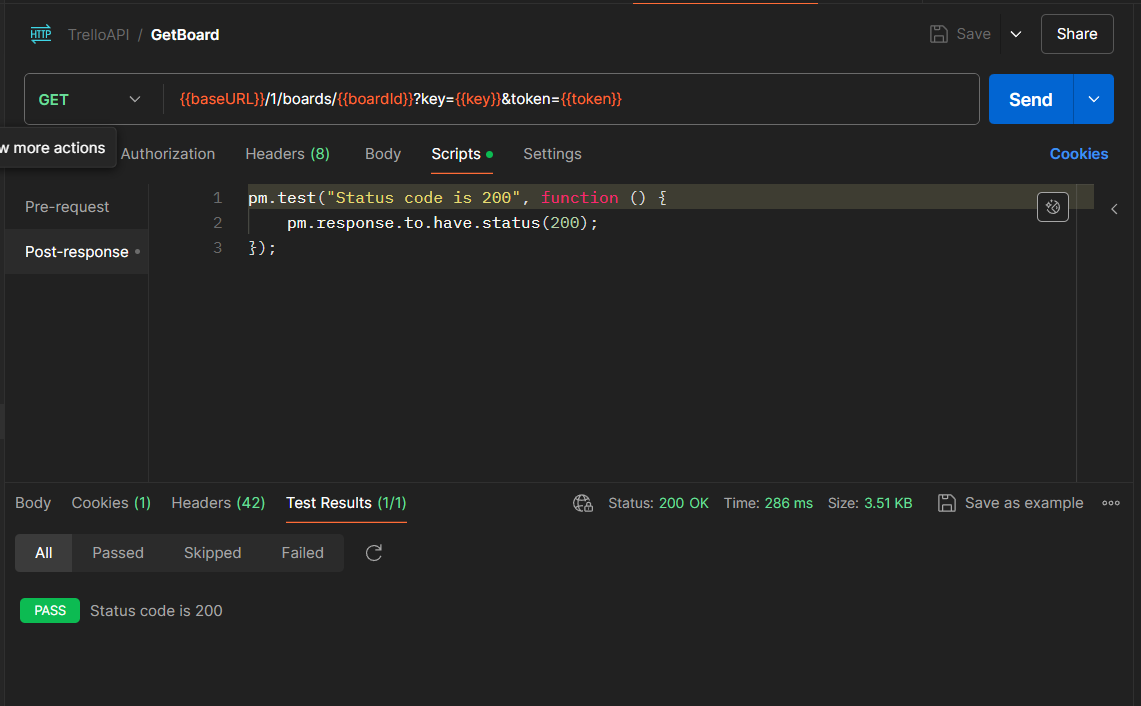 HTTP TrelloAPI / GetBoard Save Share
GET {{baseURL}}/1/boards/{{boardId}}?key={{key}}&token={{token}} Send
w more actions Authorization Headers (8) Body Scripts Settings Cookies
Pre-request
Post-response
1 pm.test("Status code is 200", function () {
2 pm.response.to.have.status(200);
3 });
Body Cookies (1) Headers (42) Test Results (1/1) Status: 200 OK Time: 286 ms Size: 3.51 KB Save as example
All Passed Skipped Failed
PASS Status code is 200